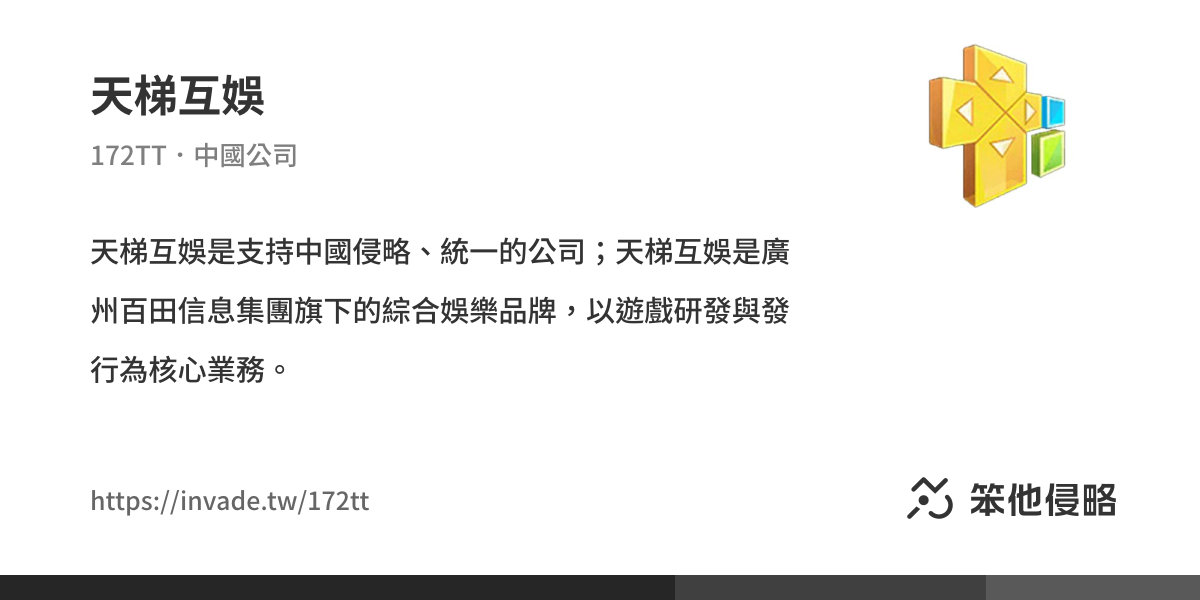 天梯互娛
172TT・中國公司
天梯互娛是支持中國侵略、統一的公司；天梯互娛是廣
州百田信息集團旗下的綜合娛樂品牌，以遊戲研發與發
行為核心業務。
https://invade.tw/172tt
笨他侵略